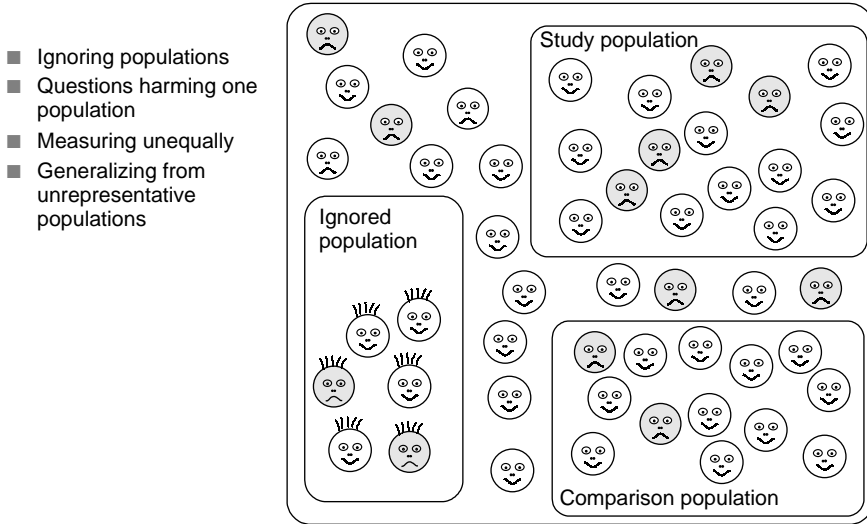 Ignoring populations
Questions harming one
population
Measuring unequally
Generalizing from
unrepresentative
populations
Study population
Ignored
population
Comparison population